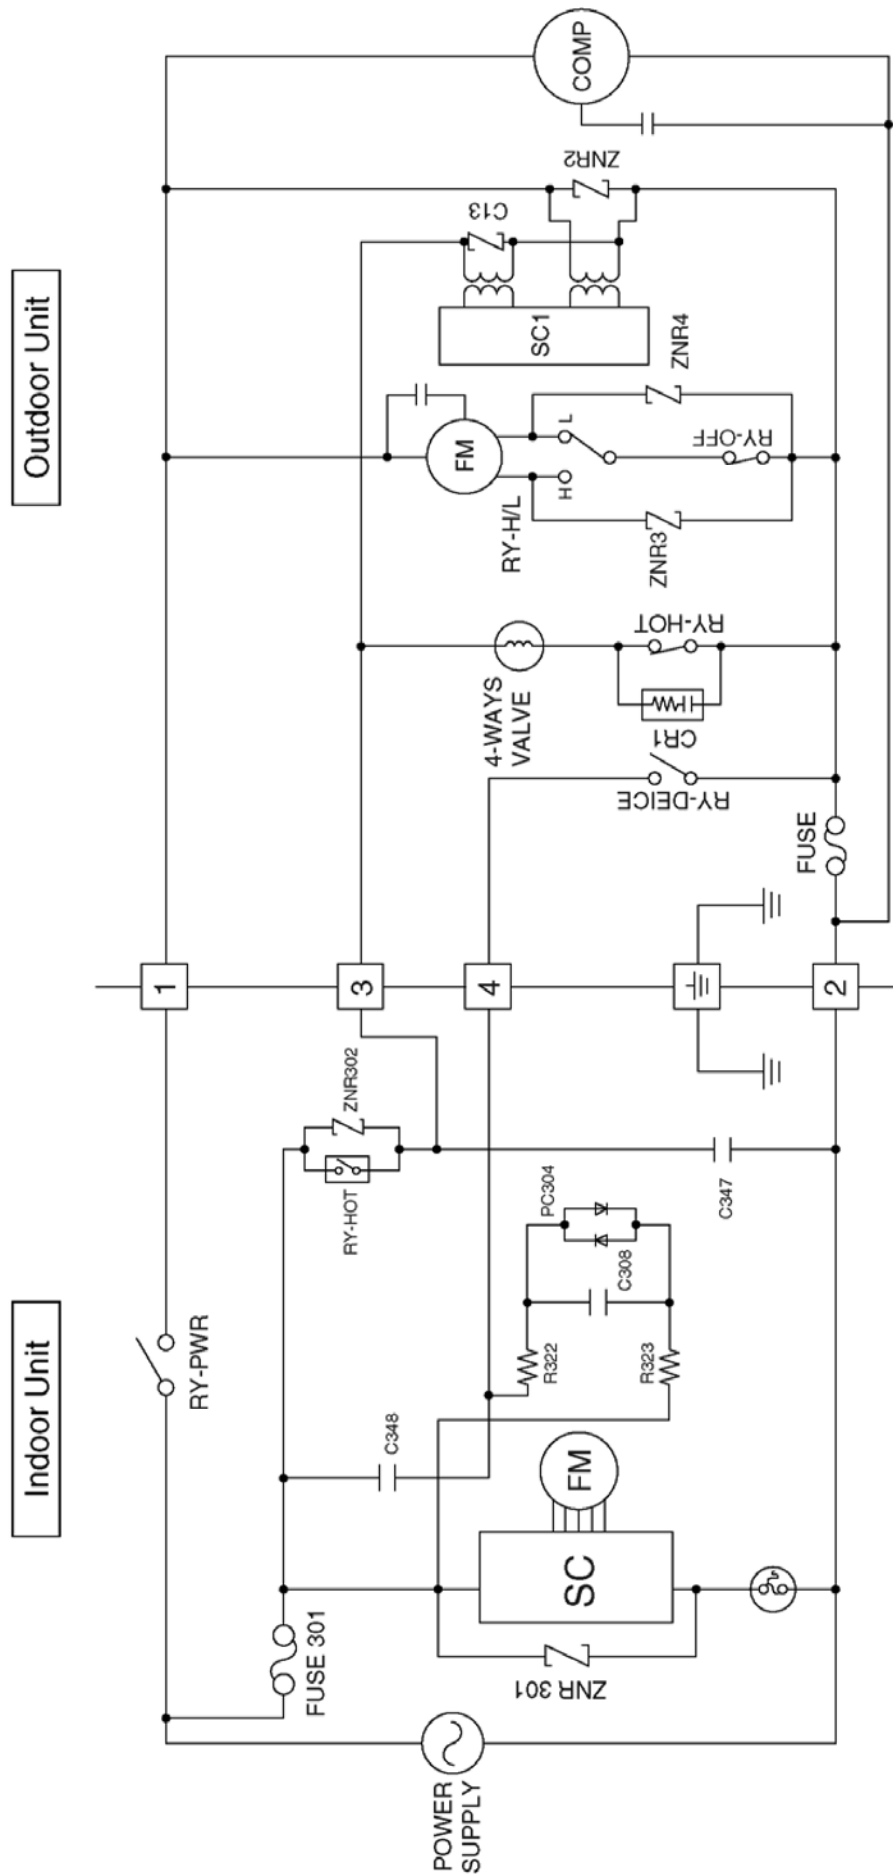 Outdoor Unit
Indoor Unit
COMP
ZNR2
C13
SC1
ZNR4
FM
L
H
RY-OFF
RY-H/L
ZNR3
RY-HOT
4-WAYS
VALVE
CR1
RY-DEICE
FUSE
1
3
4
2
ZNR302
RY-HOT
PC304
C347
C308
RY-PWR
R322
R323
C348
FM
SC
FUSE 301
ZNR 301
POWER
SUPPLY